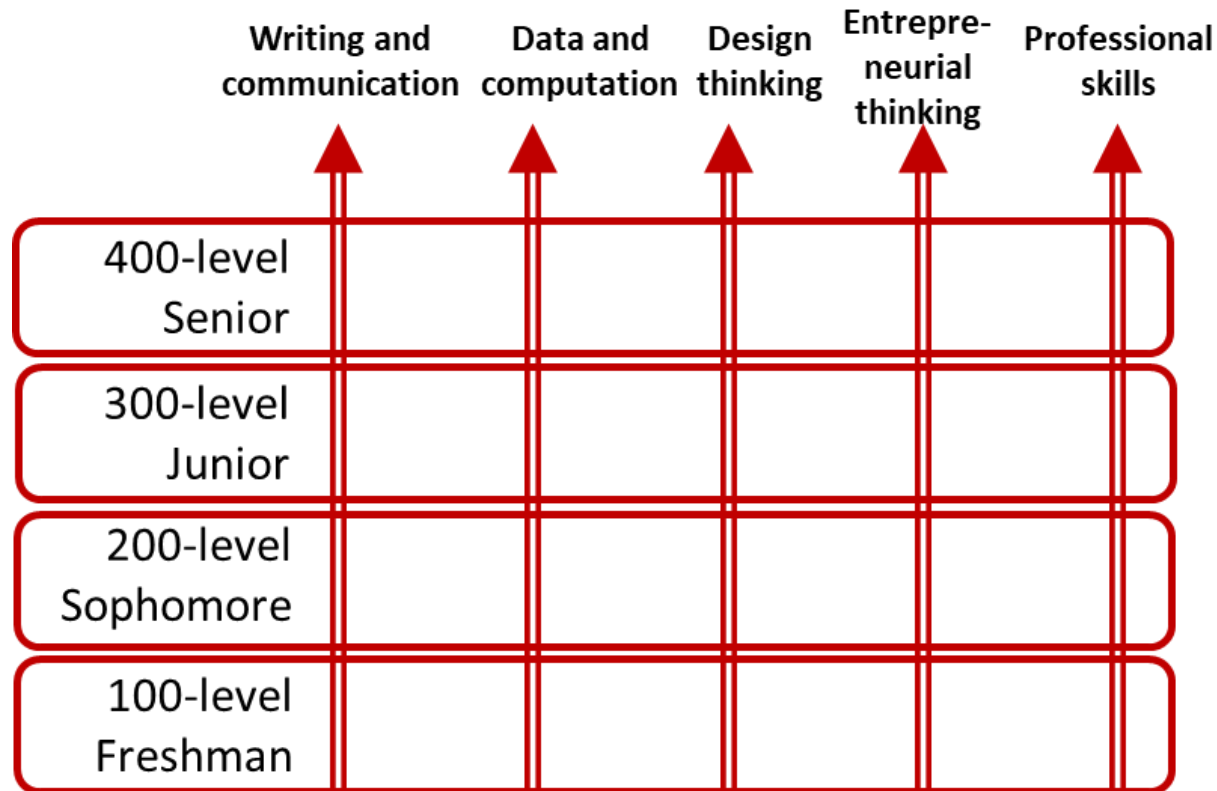 Writing and
communication
Data and
computation
Design
thinking
Entrepre-
neurial
thinking
Professional
skills
400-level
Senior
300-level
Junior
200-level
Sophomore
100-level
Freshman